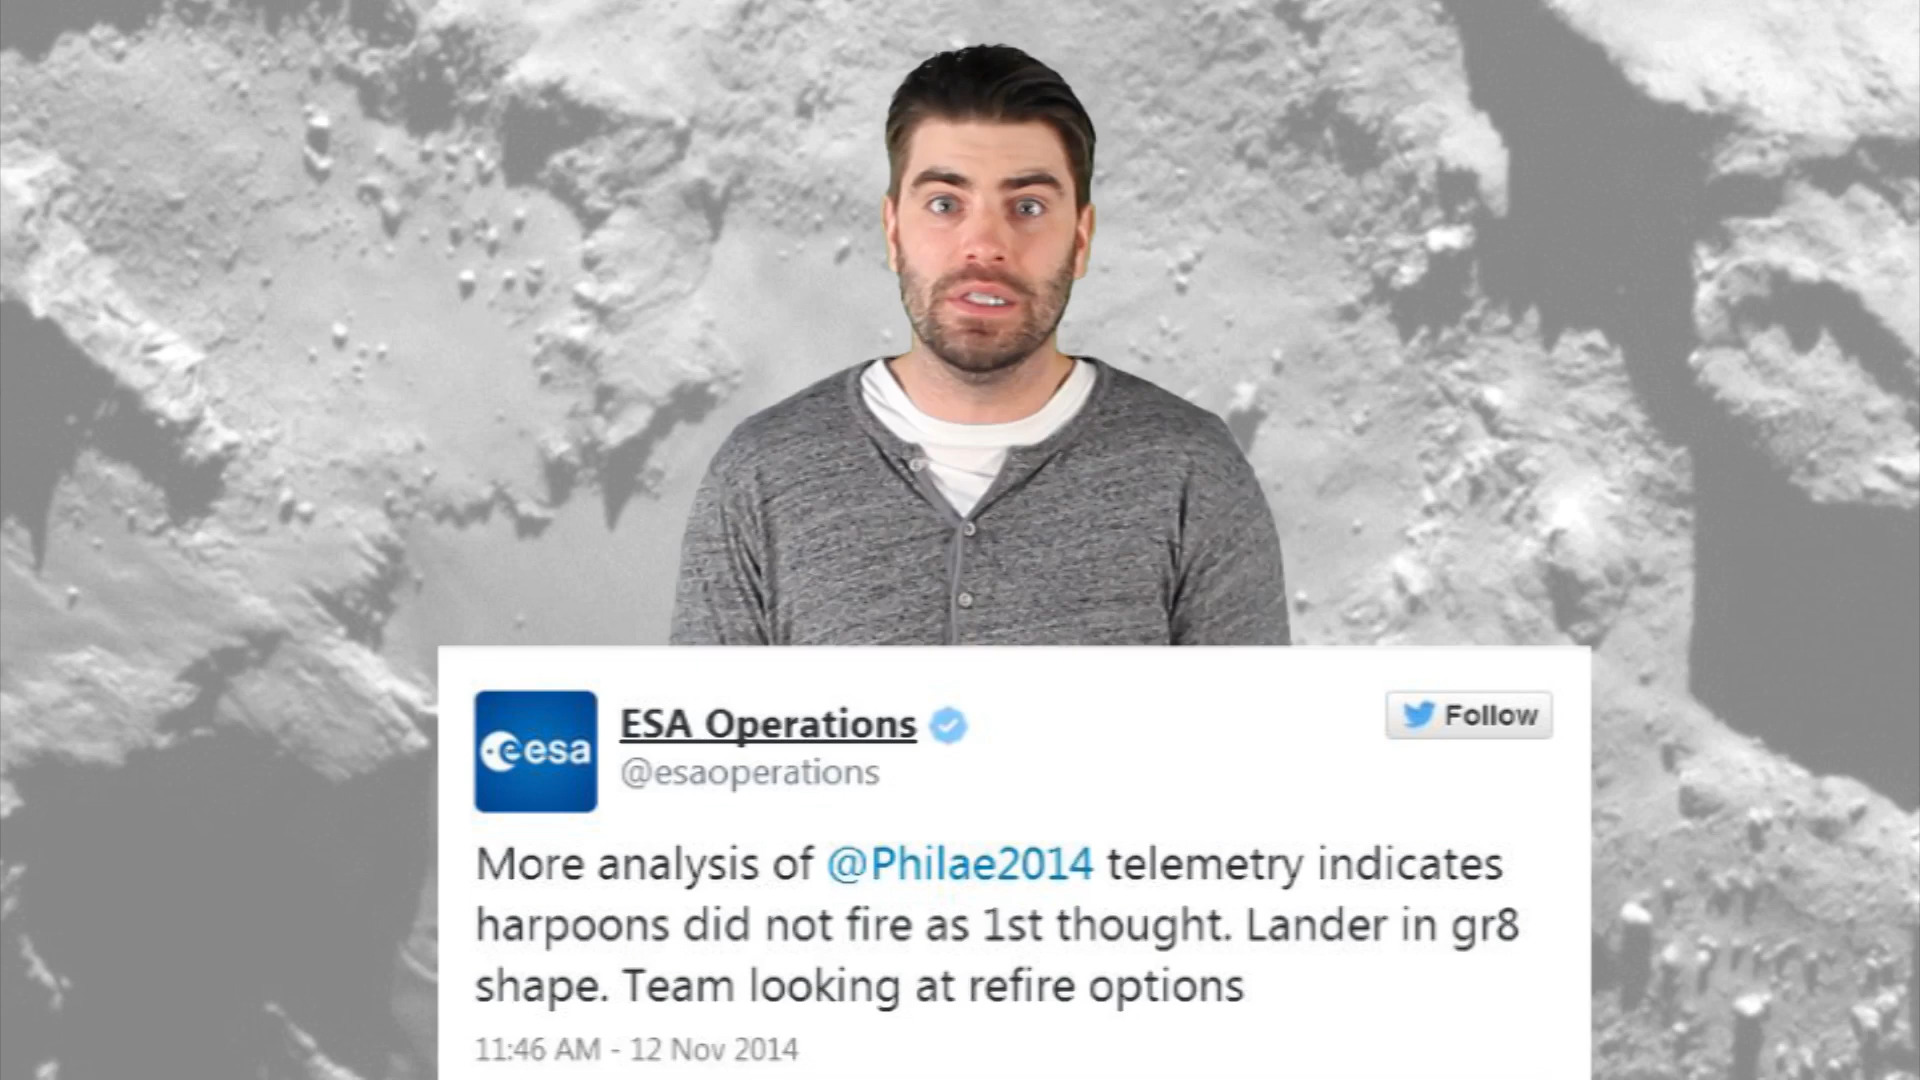 esa
ESA Operations
@esaoperations
Follow
More analysis of @Philae2014 telemetry indicates
harpoons did not fire as 1st thought. Lander in gr8
shape. Team looking at refire options
11:46 AM - 12 Nov 2014